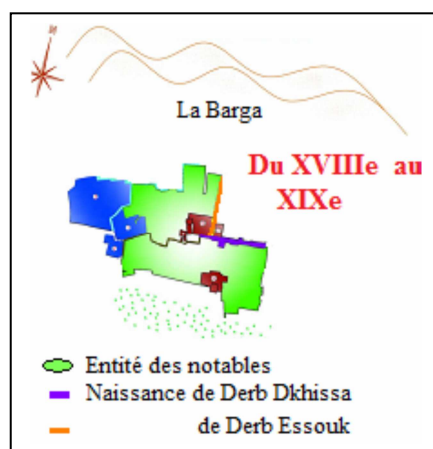 N
La Barga
Du XVIIIe au
XIXe
Entité des notables
Naissance de Derb Dkhissa
de Derb Essouk